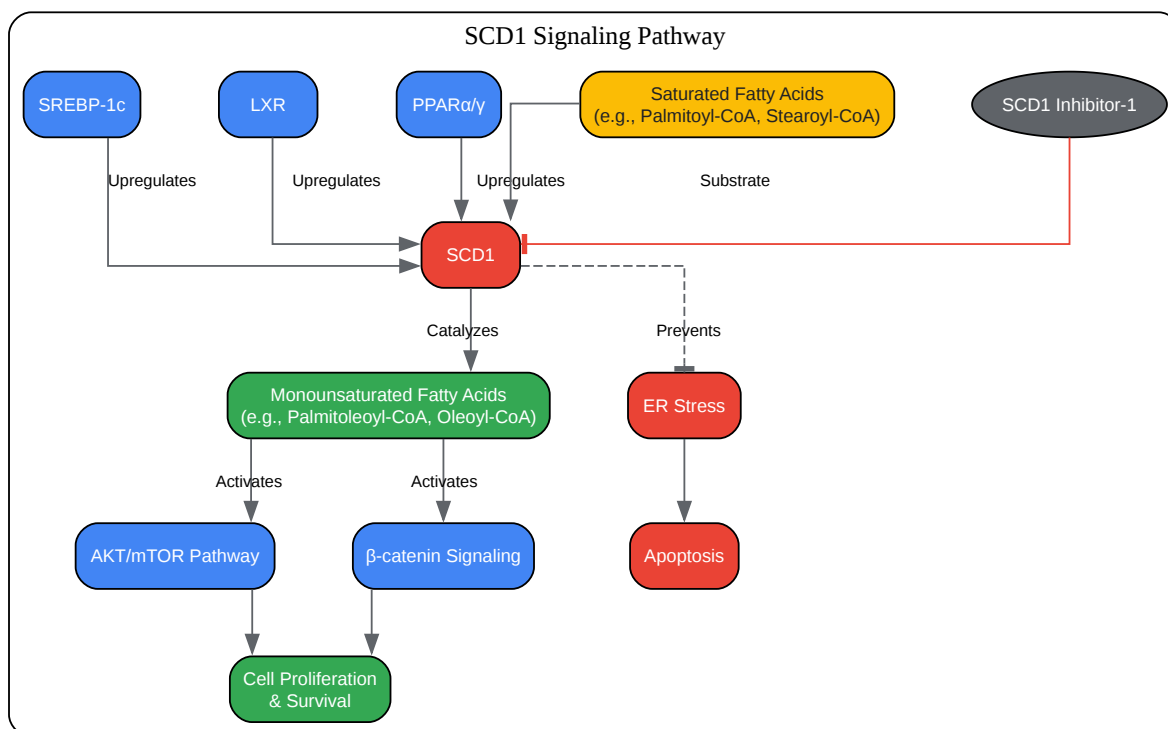 SCD1 Signaling Pathway
SREBP-1c
LXR
PPARα/γ
Saturated Fatty Acids
(e.g., Palmitoyl-CoA, Stearoyl-CoA)
SCD1 Inhibitor-1
Upregulates
Upregulates
Upregulates
Substrate
SCD1
Catalyzes
Prevents
Monounsaturated Fatty Acids
(e.g., Palmitoleoyl-CoA, Oleoyl-CoA)
ER Stress
Activates
Activates
AKT/mTOR Pathway
β-catenin Signaling
Apoptosis
Cell Proliferation
& Survival